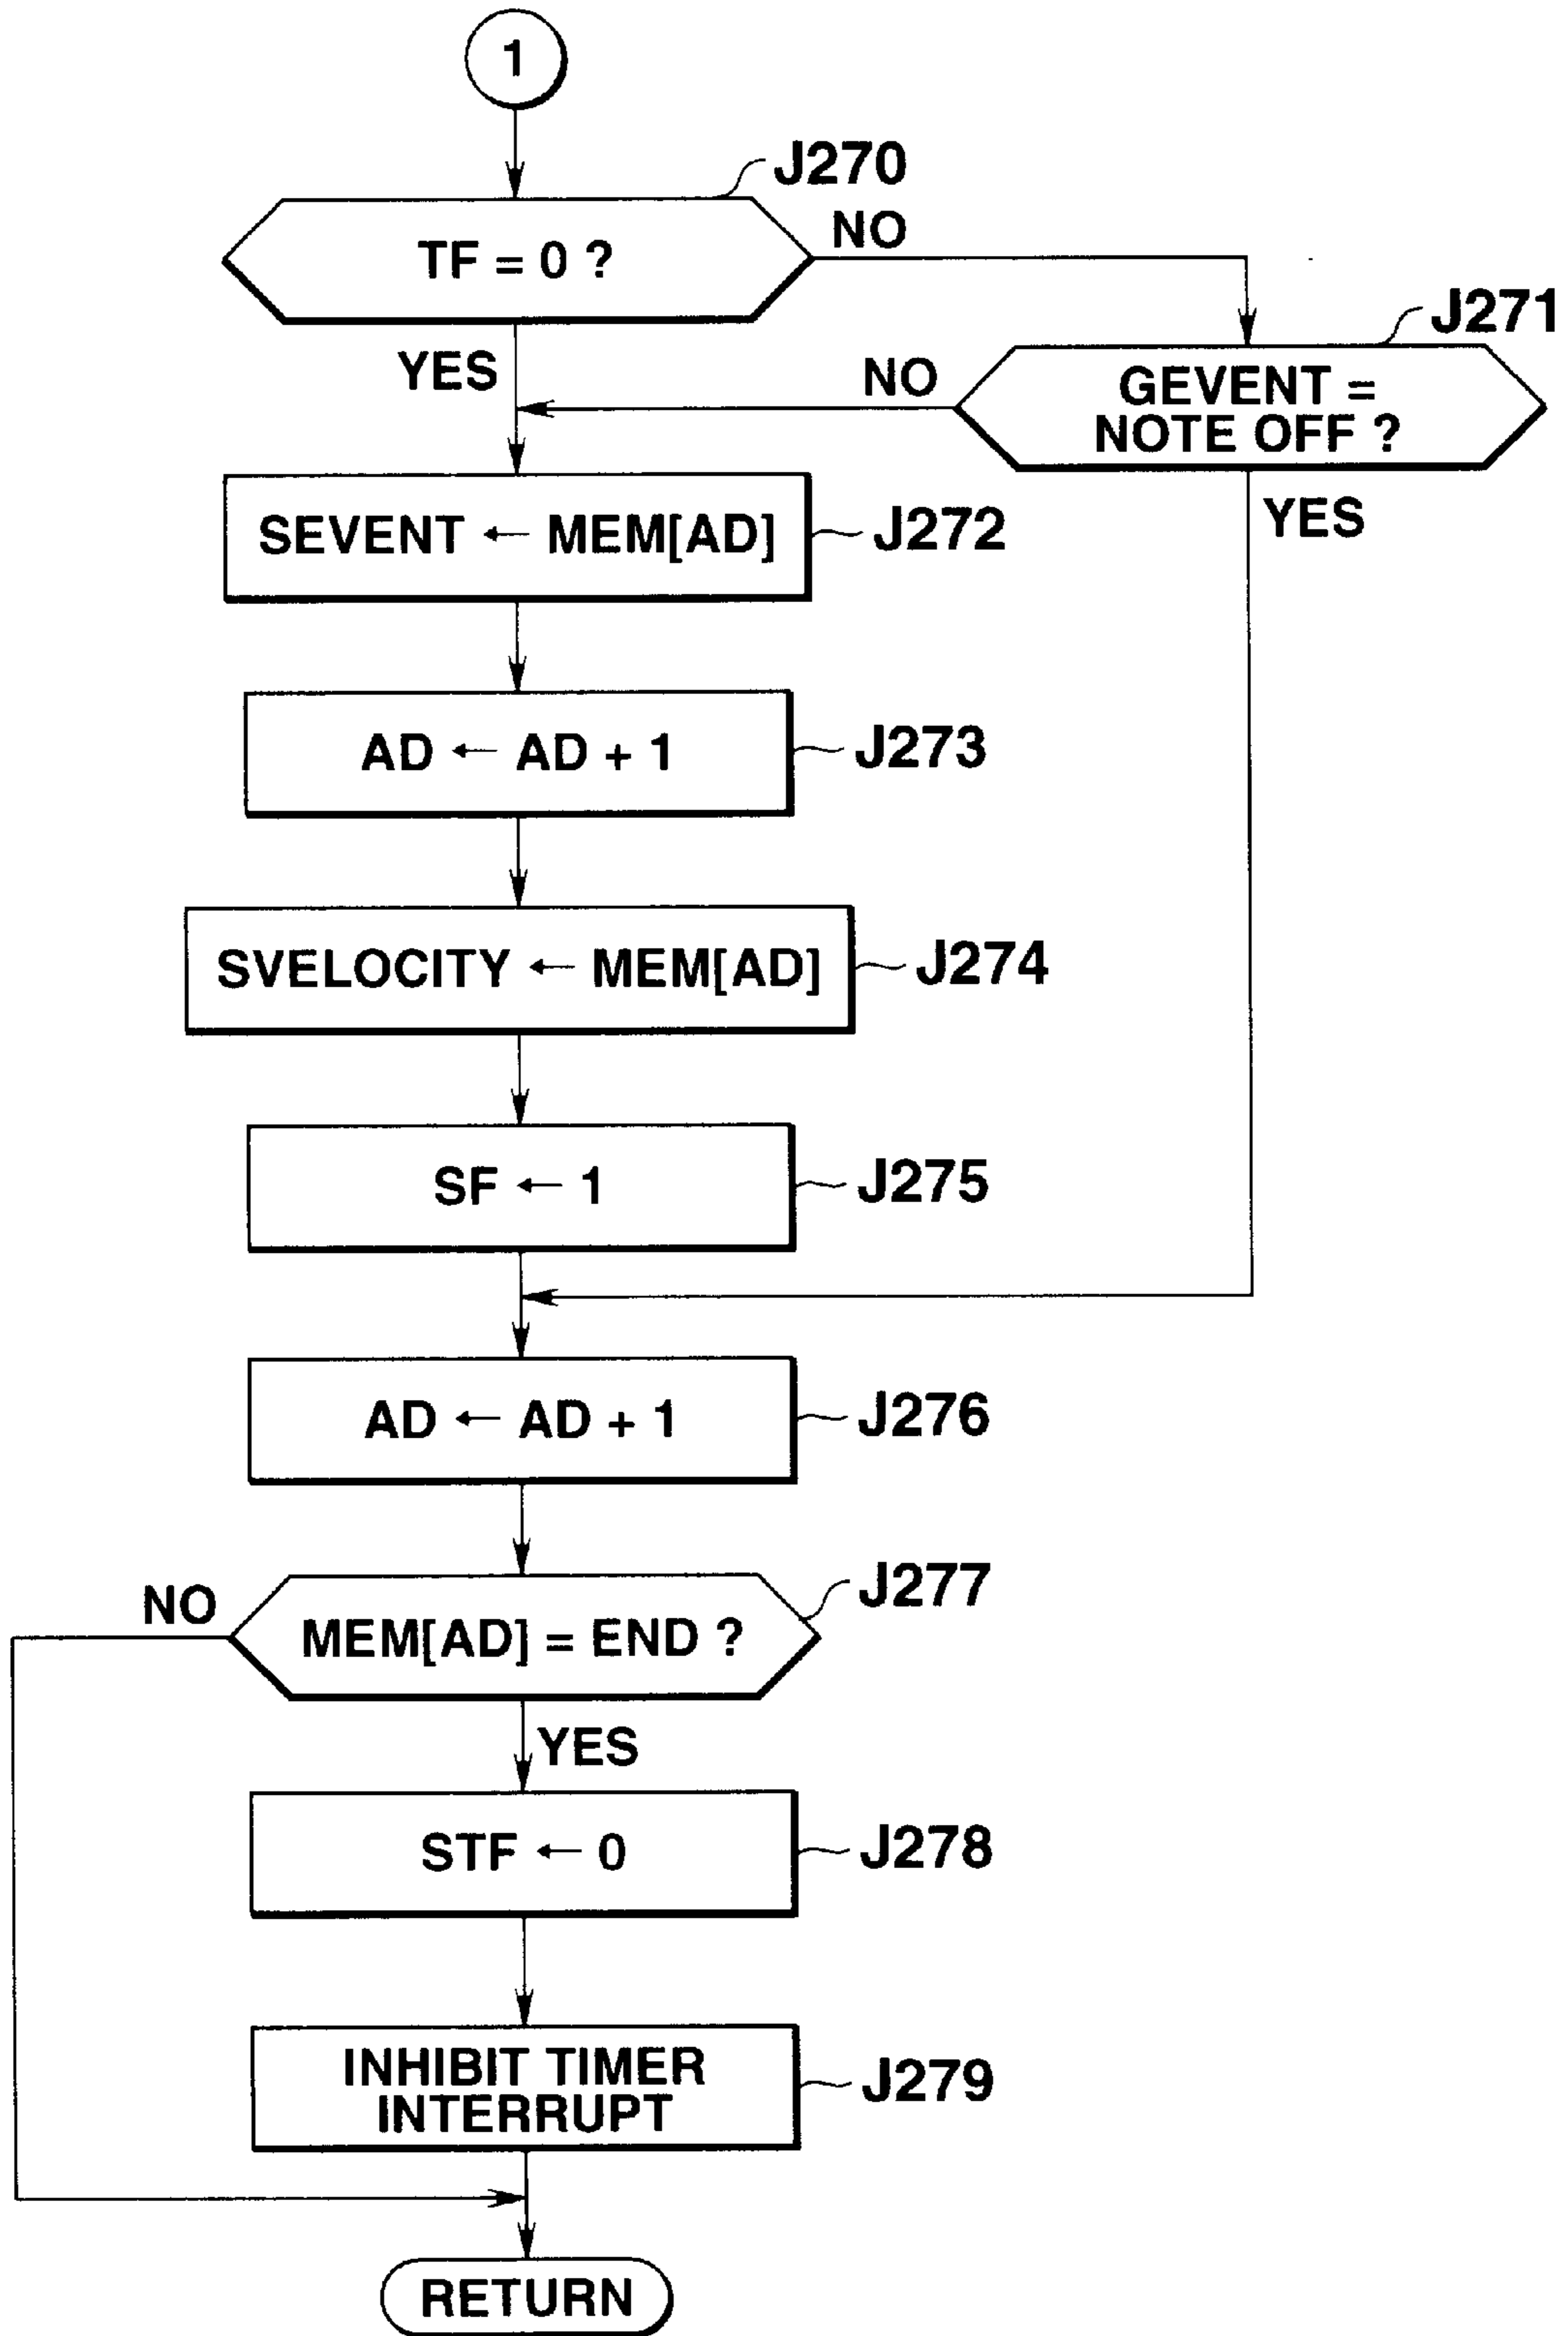 1
J270
TF = 0 ?
NO
J271
YES
NO
GEVENT =
NOTE OFF ?
SEVENT ← MEM[AD]
J272
YES
AD ← AD + 1
J273
SVELOCITY ← MEM[AD]
J274
SF ← 1
J275
AD ← AD + 1
J276
J277
NO
MEM[AD] = END ?
YES
STF ← 0
J278
INHIBIT TIMER
INTERRUPT
J279
RETURN